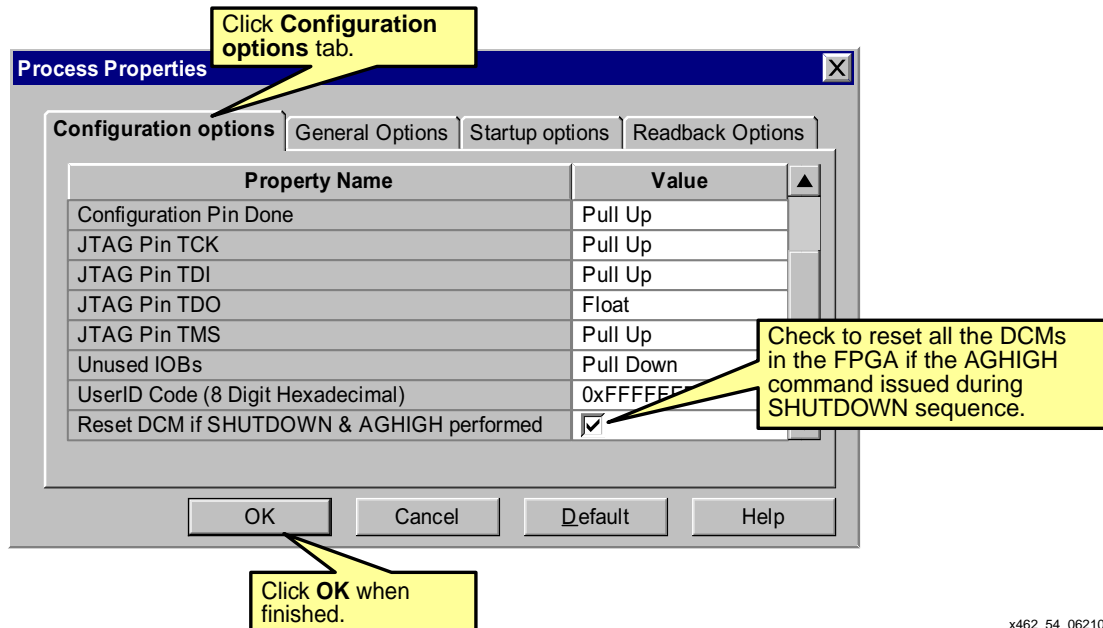 Click Configuration
options tab.
Process Properties
Configuration options General Options Startup options Readback Options
Property Name Value
Configuration Pin Done Pull Up
JTAG Pin TCK Pull Up
JTAG Pin TDI Pull Up
JTAG Pin TDO Float
JTAG Pin TMS Pull Up
Unused IOBs Pull Down
UserID Code (8 Digit Hexadecimal)
Reset DCM if SHUTDOWN & AGHIGH performed
Check to reset all the DCMs
in the FPGA if the AGHIGH
command issued during
SHUTDOWN sequence.
OK Cancel Default Help
Click OK when
finished.